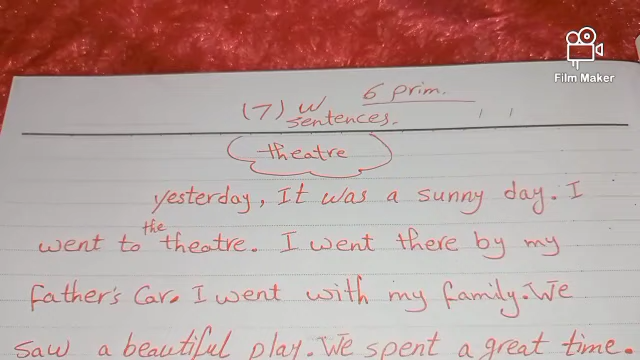 Film Maker
6 prim.
(7) w
sentences.
theatre
yesterday, It was a sunny day. I
went to the theatre. I went there by my
Father's Car. I went with my family. We
saw a beautiful play. We spent a great time.